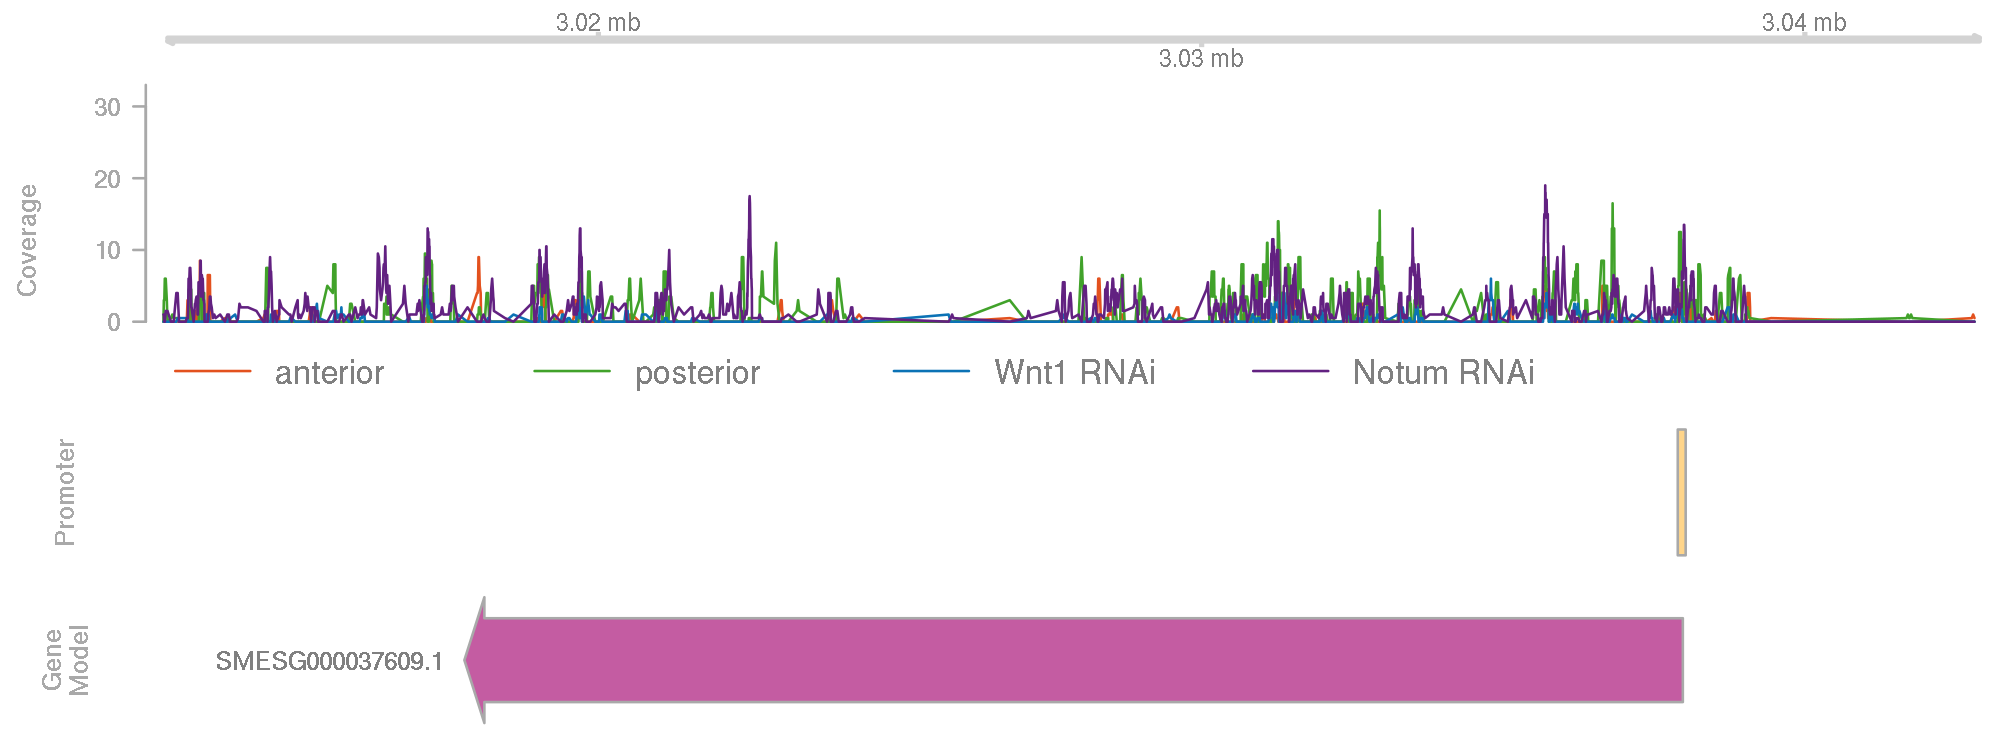 3.02 mb
3.04 mb
3.03 mb
Coverage
30
20
10
0
anterior
posterior
Wnt1 RNAi
Notum RNAi
Promoter
Gene
Model
SMESG000037609.1